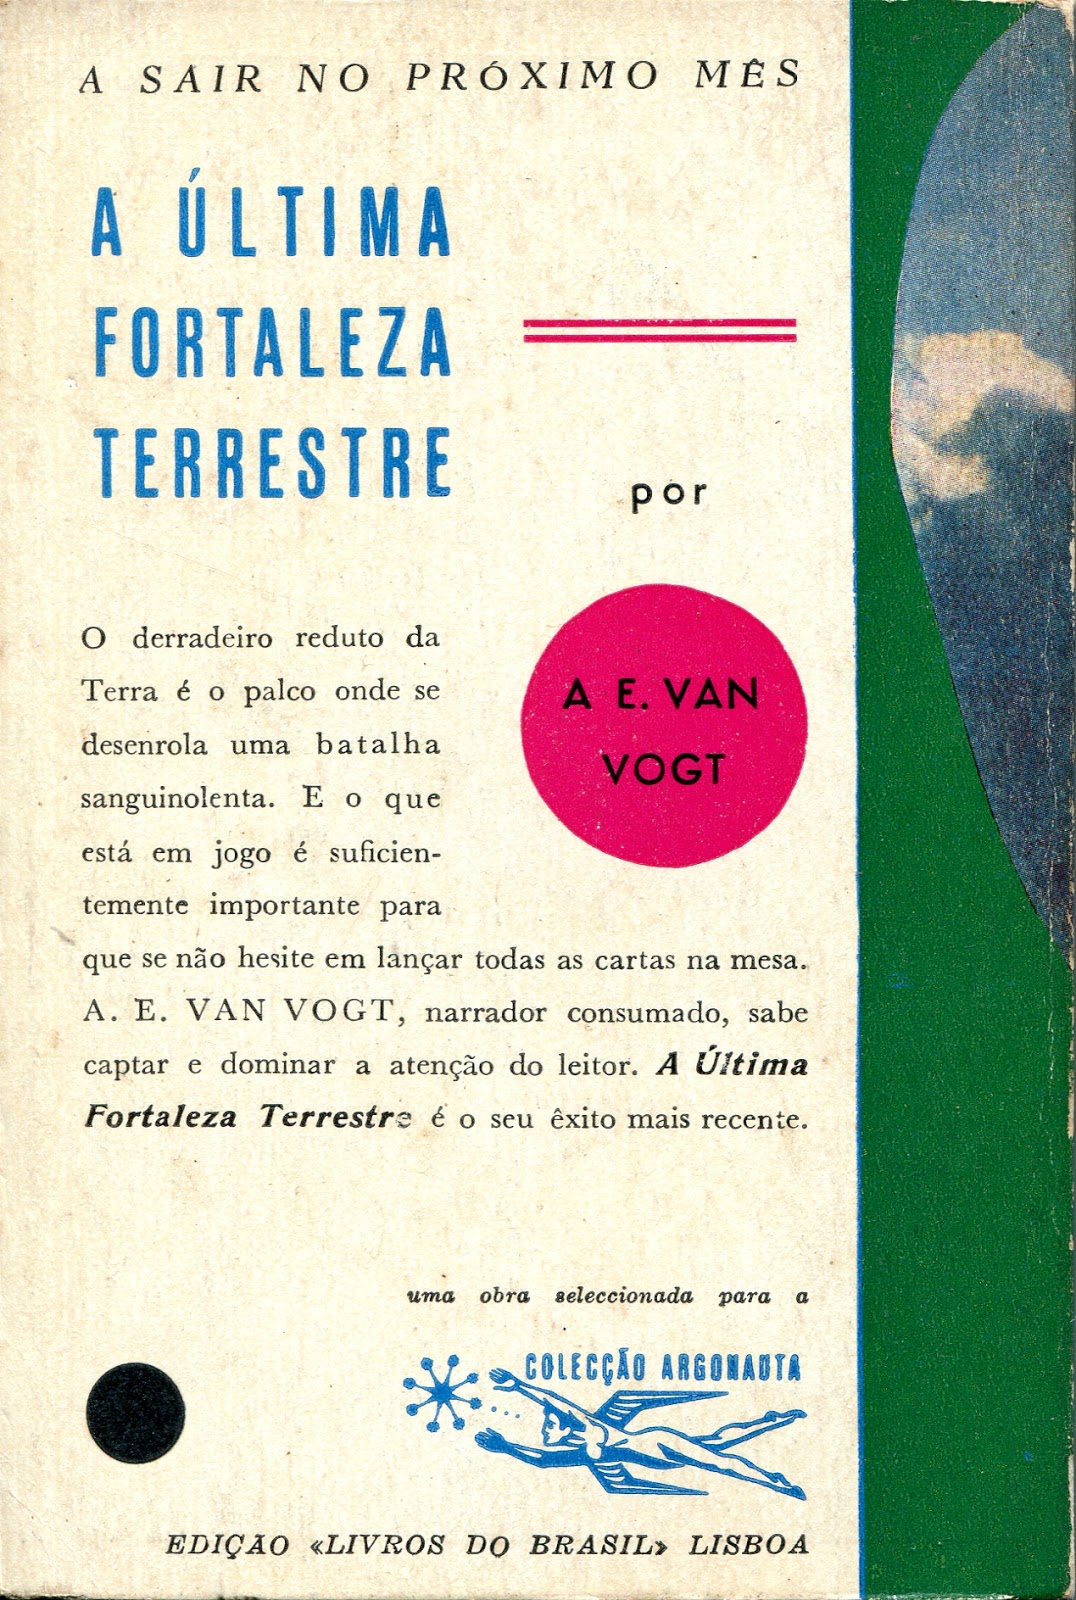 A SAIR NO PRÓXIMO MÊS
A ÚLTIMA
FORTALEZA
TERRESTRE
por
A E. VAN
VOGT
O derradeiro reduto da
Terra é o palco onde se
desenrola uma batalha
sanguinolenta. E o que
está em jogo é suficien-
temente importante para
que se não hesite em lançar todas as cartas na mesa.
A. E. VAN VOGT, narrador consumado, sabe
captar e dominar a atenção do leitor. A Última
Fortaleza Terrestre é o seu êxito mais recente.
uma obra seleccionada para a
COLECÇÃO ARGONAUTA
EDIÇÃO «LIVROS DO BRASIL» LISBOA